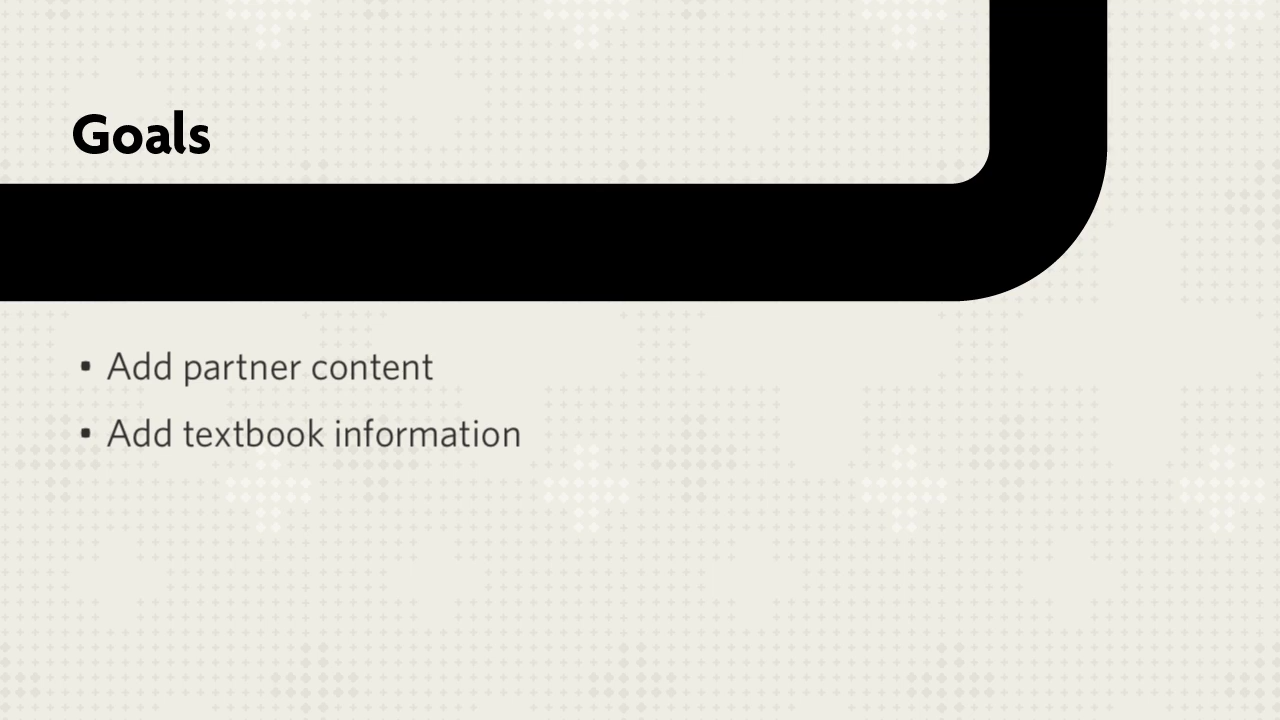 Goals
• Add partner content
• Add textbook information